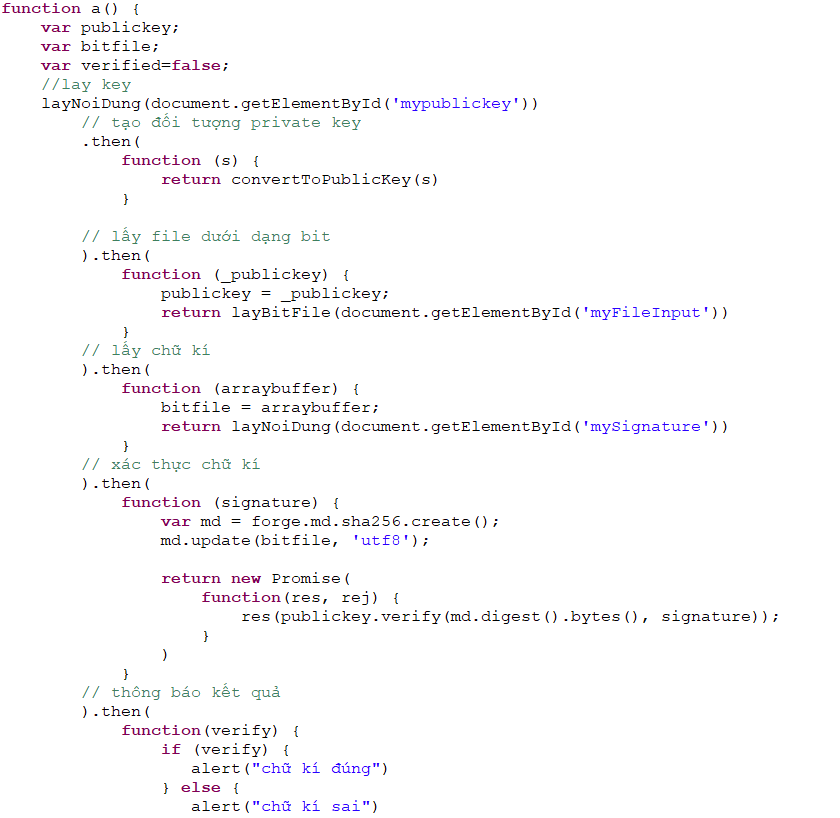 function a() {
    var publickey;
    var bitfile;
    var verified=false;
    //lay key
    layNoiDung(document.getElementById('mypublickey'))
        // tạo đối tượng private key
        .then(
            function (s) {
                return convertToPublicKey(s)
            }

        // lấy file dưới dạng bit
        ).then(
            function (_publickey) {
                publickey = _publickey;
                return layBitFile(document.getElementById('myFileInput'))
            }
        // lấy chữ kí
        ).then(
            function (arraybuffer) {
                bitfile = arraybuffer;
                return layNoiDung(document.getElementById('mySignature'))
            }
        // xác thực chữ kí
        ).then(
            function (signature) {
                var md = forge.md.sha256.create();
                md.update(bitfile, 'utf8');

                return new Promise(
                    function(res, rej) {
                        res(publickey.verify(md.digest().bytes(), signature));
                    }
                )
            }
        // thông báo kết quả
        ).then(
            function(verify) {
                if (verify) {
                   alert("chữ kí đúng")
                } else {
                   alert("chữ kí sai")